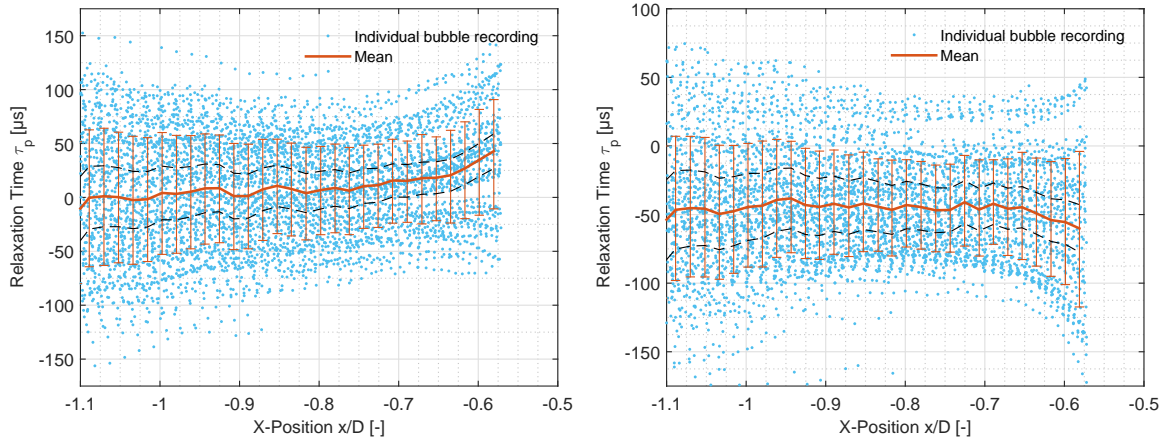 150
100
50
0
-50
-100
-150
Relaxation Time τp [µs]
Individual bubble recording
Mean
-1.1 -1 -0.9 -0.8 -0.7 -0.6 -0.5
X-Position x/D [-]
100
50
0
-50
-100
-150
Relaxation Time τp [µs]
Individual bubble recording
Mean
-1.1 -1 -0.9 -0.8 -0.7 -0.6 -0.5
X-Position x/D [-]